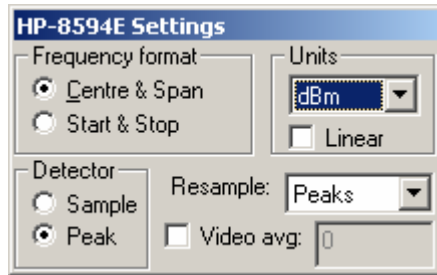 HP-8594E Settings
Frequency format
Centre & Span
Start & Stop
Units
dBm
Linear
Detector
Sample
Peak
Resample: Peaks
Video avg: 0